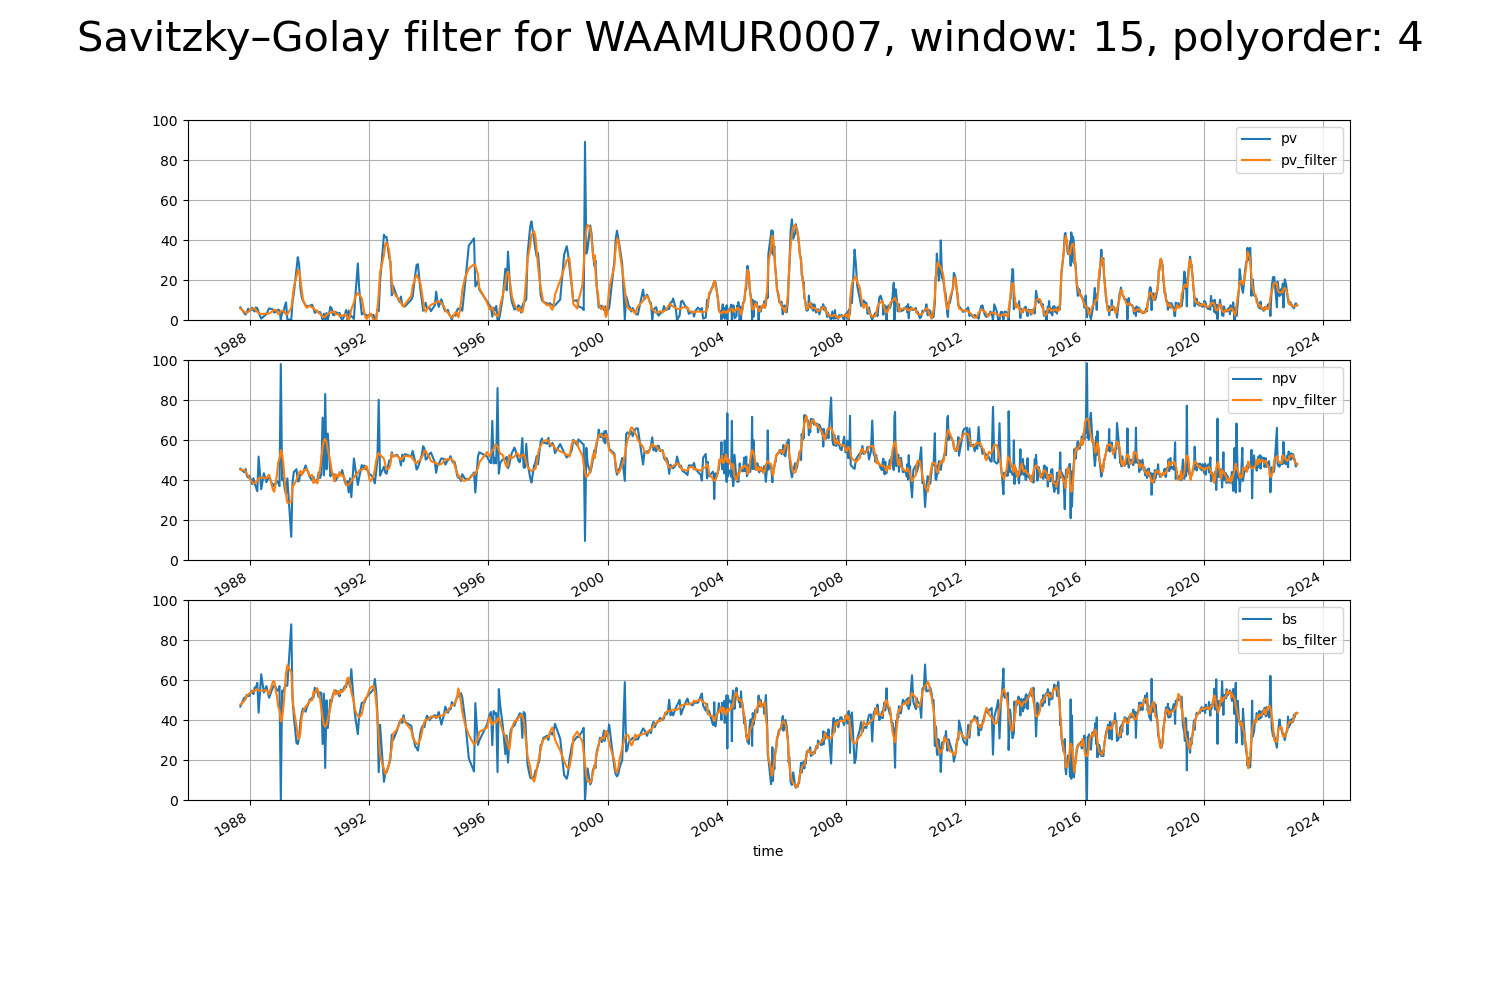 Savitzky–Golay filter for WAAMUR0007, window: 15, polyorder: 4
100
80
60
40
20
0
pv
pv_filter
1988 1992 1996 2000 2004 2008 2012 2016 2020 2024
100
80
60
40
20
0
npv
npv_filter
1988 1992 1996 2000 2004 2008 2012 2016 2020 2024
100
80
60
40
20
0
bs
bs_filter
1988 1992 1996 2000 2004 2008 2012 2016 2020 2024
time